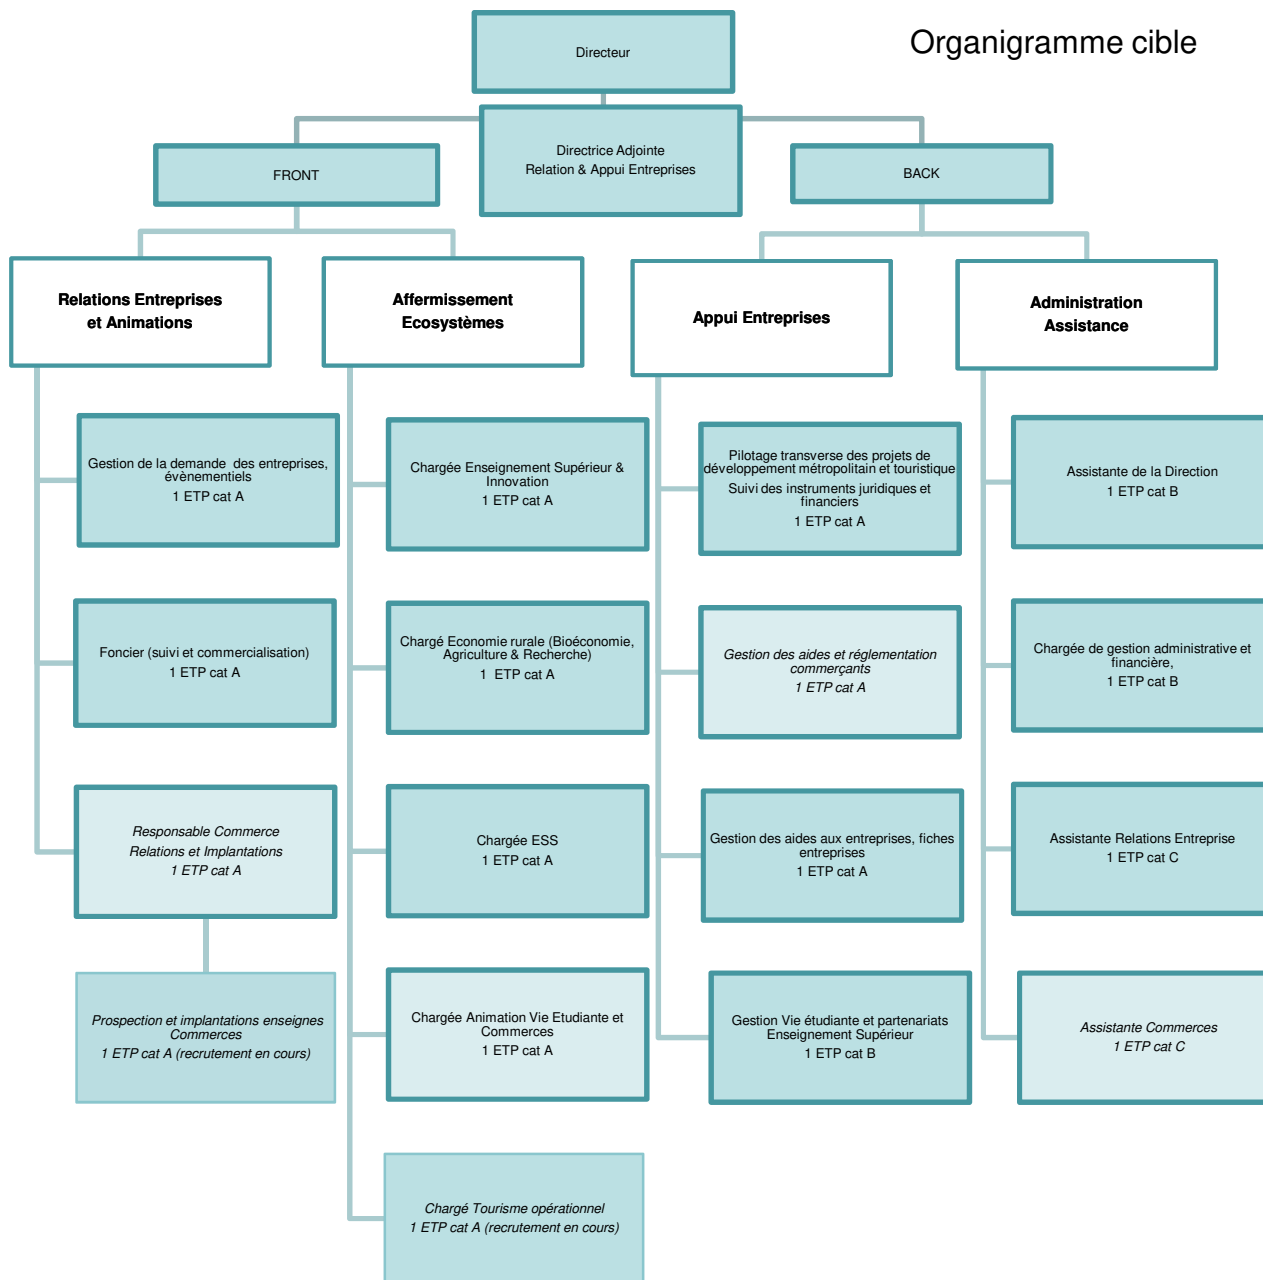 Organigramme cible
Directeur
Directrice Adjointe
Relation & Appui Entreprises
FRONT
BACK
Relations Entreprises
et Animations
Affermissement
Ecosystèmes
Appui Entreprises
Administration
Assistance
Gestion de la demande  des entreprises,
évènementiels
1 ETP cat A
Foncier (suivi et commercialisation)
1 ETP cat A
Responsable Commerce
Relations et Implantations
1 ETP cat A
Prospection et implantations enseignes
Commerces
1 ETP cat A (recrutement en cours)
Chargée Enseignement Supérieur &
Innovation
1 ETP cat A
Chargé Economie rurale (Bioéconomie,
Agriculture & Recherche)
1  ETP cat A
Chargée ESS
1 ETP cat A
Chargée Animation Vie Etudiante et
Commerces
1 ETP cat A
Chargé Tourisme opérationnel
1 ETP cat A (recrutement en cours)
Pilotage transverse des projets de
développement métropolitain et touristique
Suivi des instruments juridiques et
financiers
1 ETP cat A
Gestion des aides et réglementation
commerçants
1 ETP cat A
Gestion des aides aux entreprises, fiches
entreprises
1 ETP cat A
Gestion Vie étudiante et partenariats
Enseignement Supérieur
1 ETP cat B
Assistante de la Direction
1 ETP cat B
Chargée de gestion administrative et
financière,
1 ETP cat B
Assistante Relations Entreprise
1 ETP cat C
Assistante Commerces
1 ETP cat C